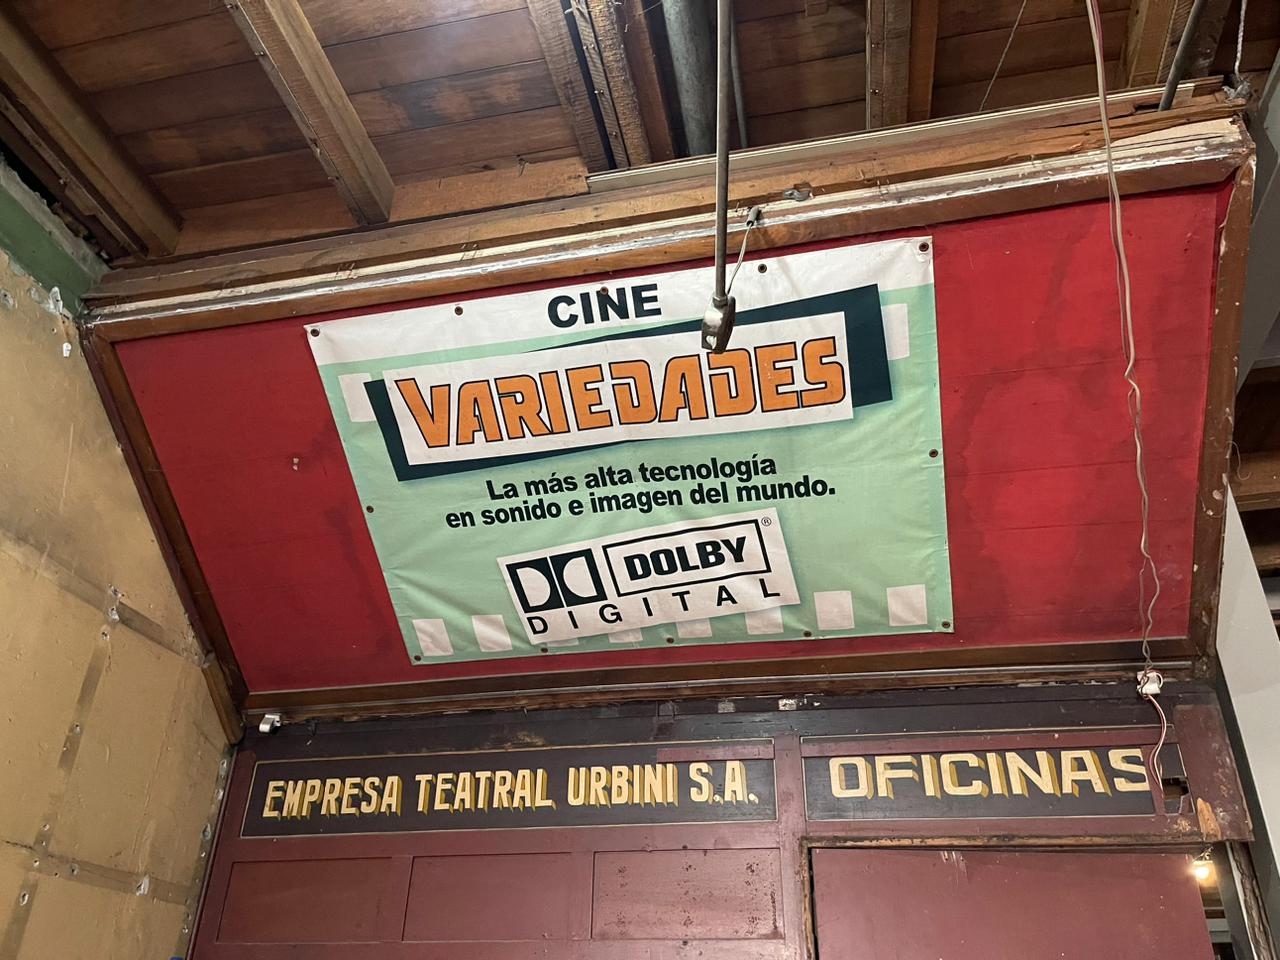 CINE
VARIEDADES
La más alta tecnología
en sonido e imagen del mundo.
DOLBY®
DIGITAL
EMPRESA TEATRAL URBINI S.A.
OFICINAS